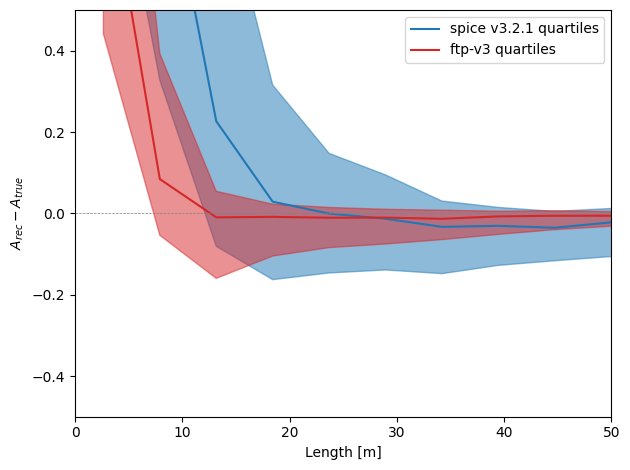 spice v3.2.1 quartiles
ftp-v3 quartiles
A_rec − A_true
0.4
0.2
0.0
−0.2
−0.4
0 10 20 30 40 50
Length [m]